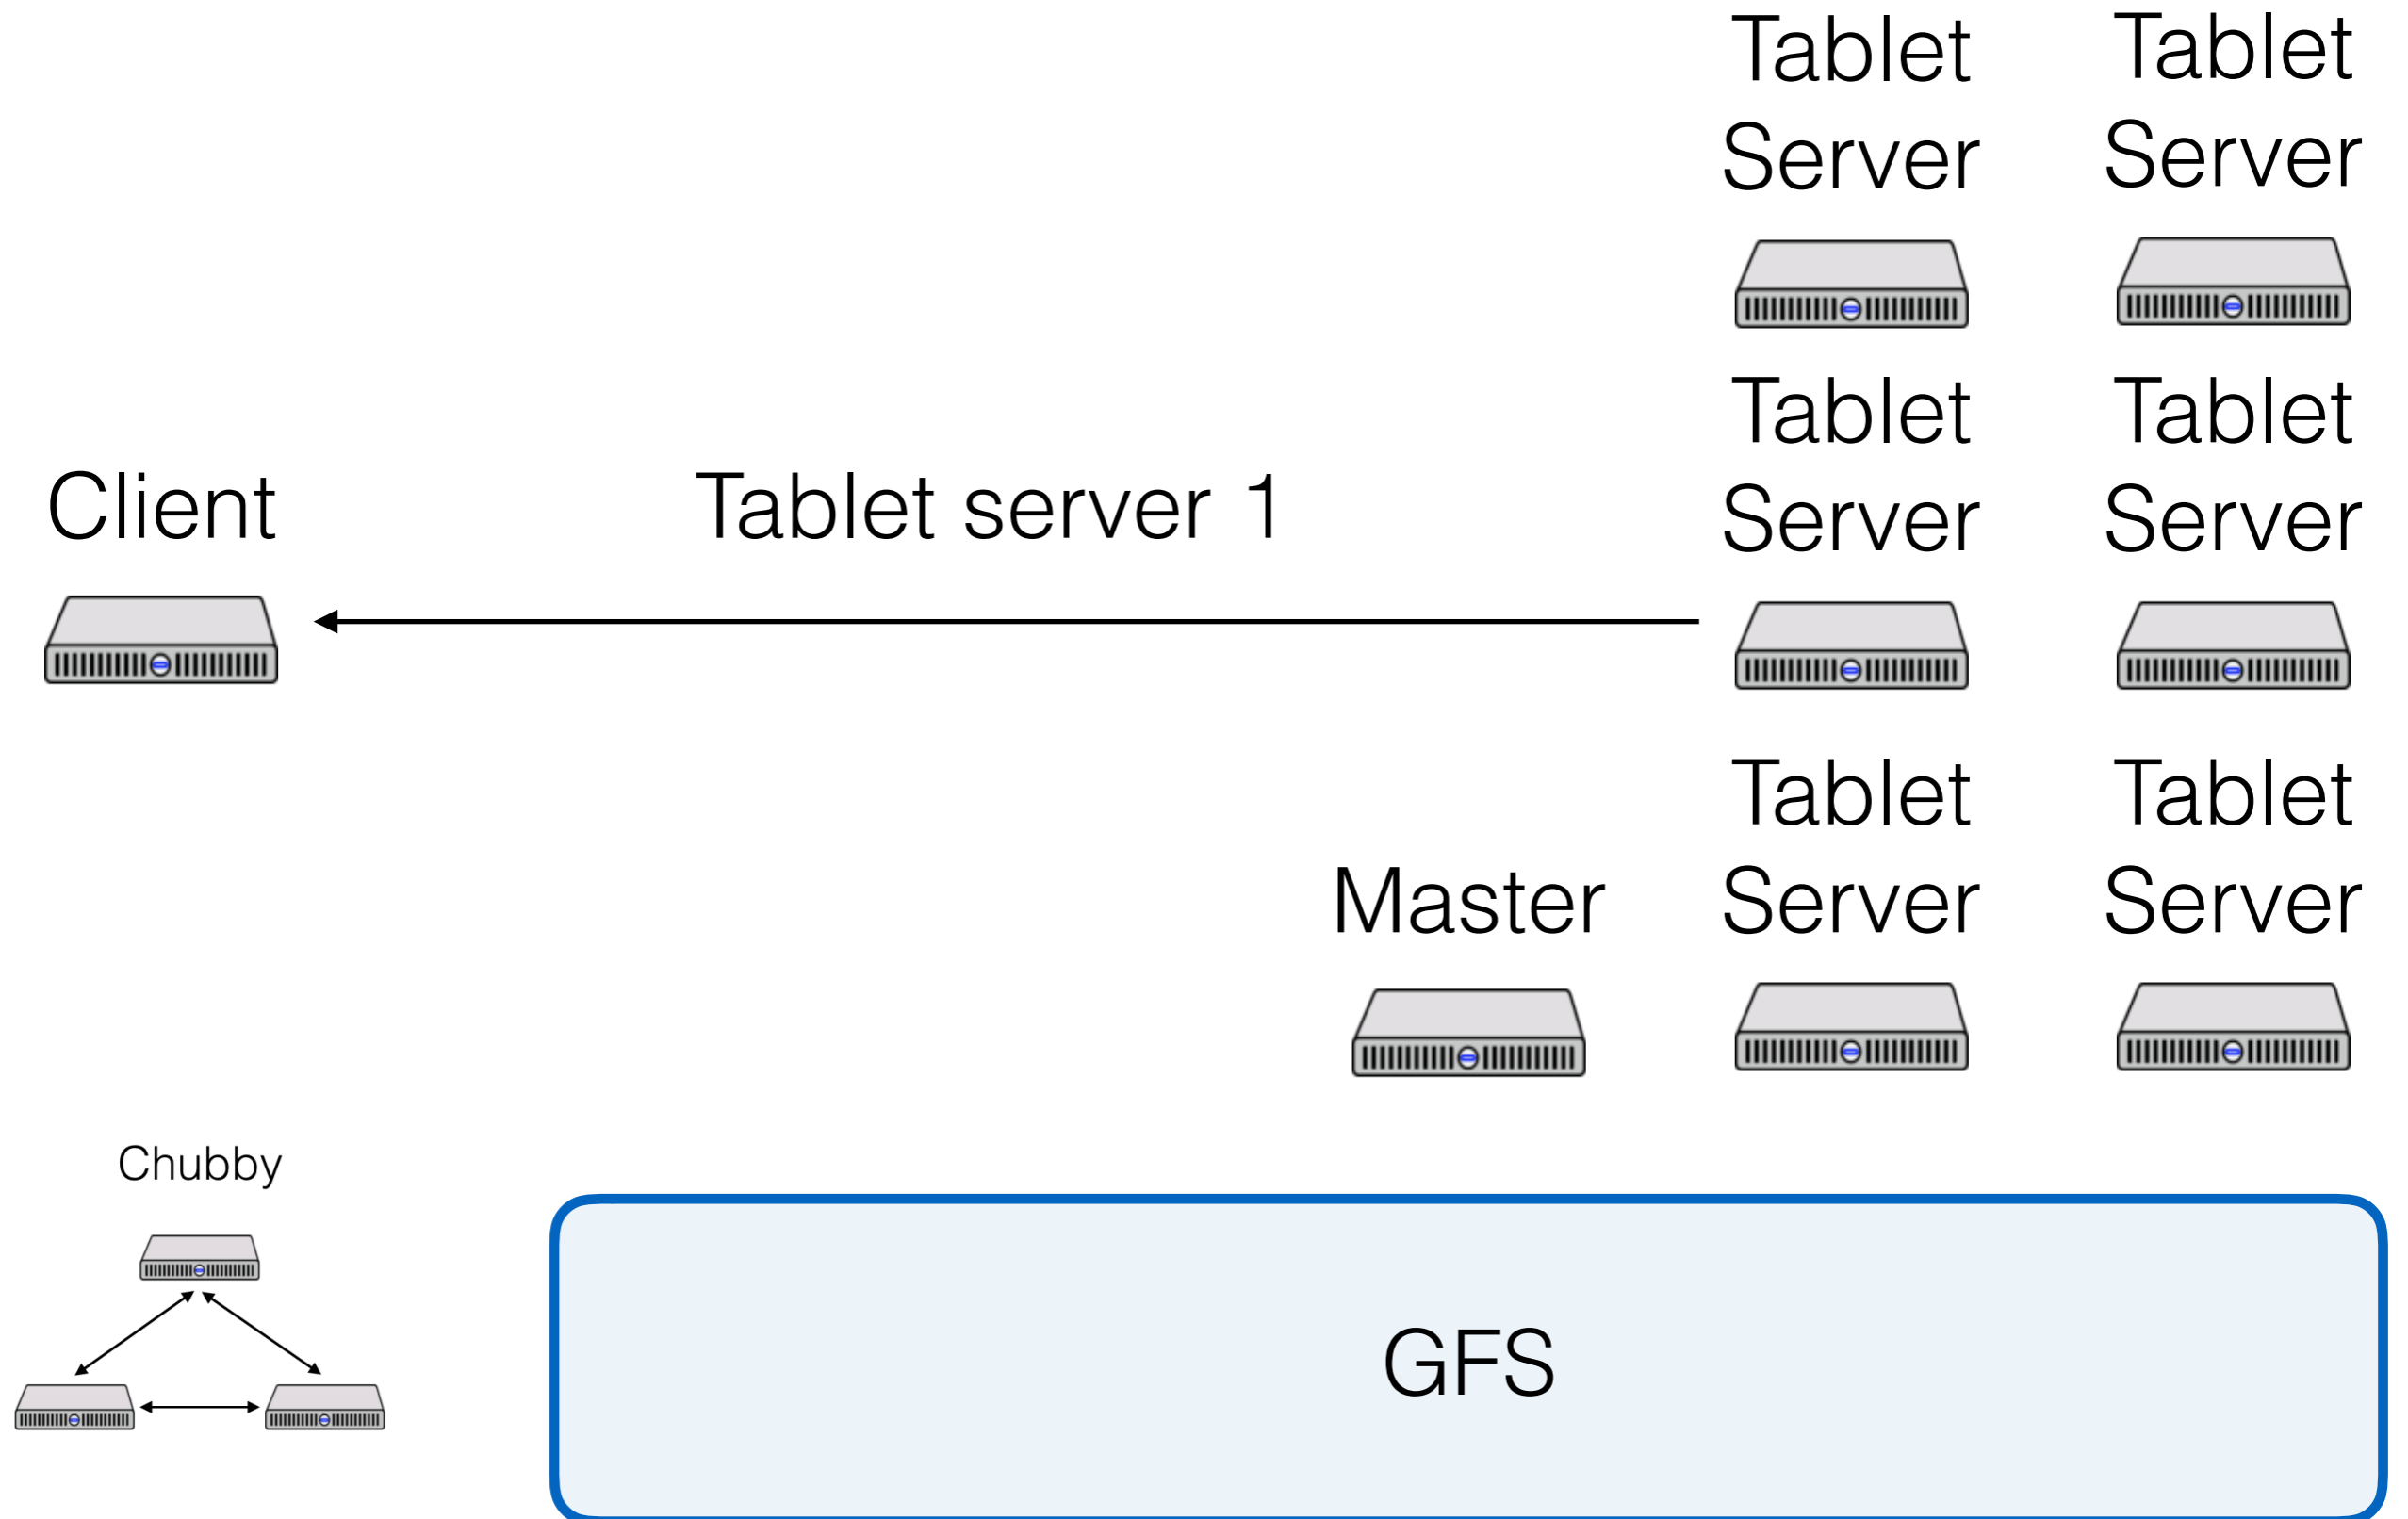 Tablet
Server
Tablet
Server
Client
Tablet server 1
Tablet
Server
Tablet
Server
Master
Tablet
Server
Tablet
Server
Chubby
GFS